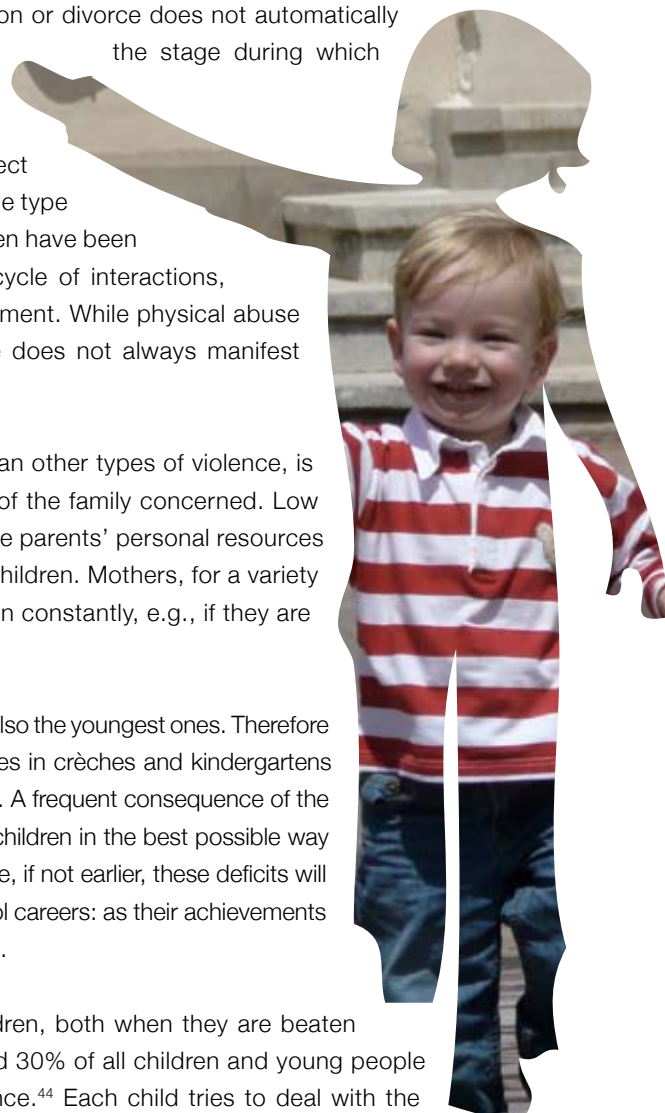 on or divorce does not automatically
the stage during which
ect
e type
en have been
cycle of interactions,
ment. While physical abuse
e does not always manifest
an other types of violence, is
of the family concerned. Low
e parents’ personal resources
hildren. Mothers, for a variety
n constantly, e.g., if they are
lso the youngest ones. Therefore
es in crèches and kindergartens
. A frequent consequence of the
children in the best possible way
e, if not earlier, these deficits will
ol careers: as their achievements
.
dren, both when they are beaten
d 30% of all children and young people
nce.⁴⁴ Each child tries to deal with the